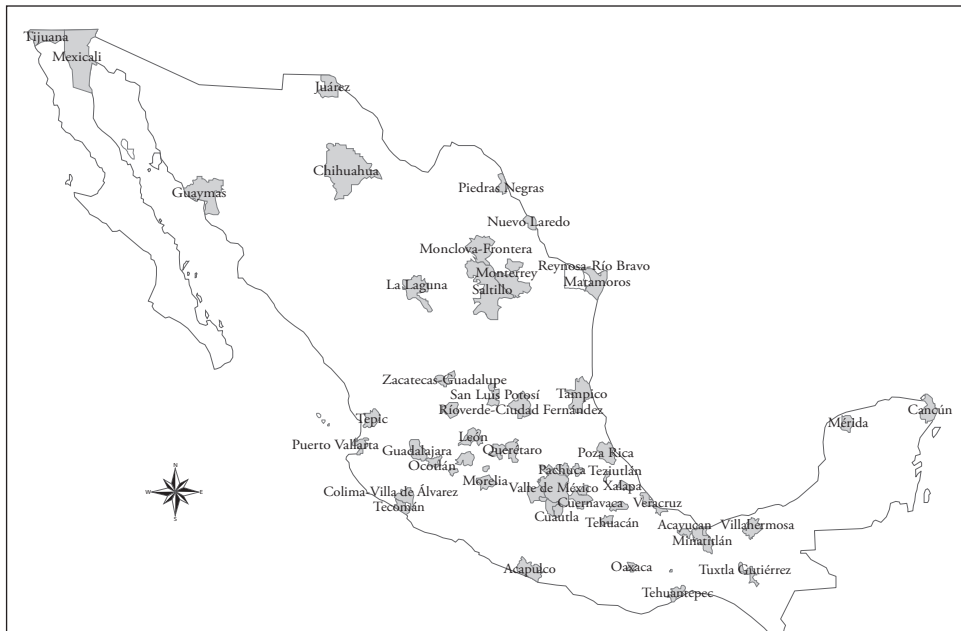 Tijuana
Mexicali
Juárez
Chihuahua
Guaymas
Piedras Negras
Nuevo Laredo
Monclova-Frontera
Reynosa-Río Bravo
Monterrey
Matamoros
La Laguna
Saltillo
Zacatecas-Guadalupe
San Luis Potosí
Tampico
Ríoverde-Ciudad Fernández
Cancún
Tepic
Mérida
León
Puerto Vallarta
Guadalajara
Querétaro
Poza Rica
Ocotlán
Pachuca
Teziutlán
Morelia
Valle de México
Xalapa
Colima-Villa de Álvarez
Tecomán
Cuernavaca
Veracruz
Cuautla
Tehuacán
Acayucan
Villahermosa
Minatitlán
Acapulco
Oaxaca
Tuxtla Gutiérrez
Tehuantepec
N
W
E
S